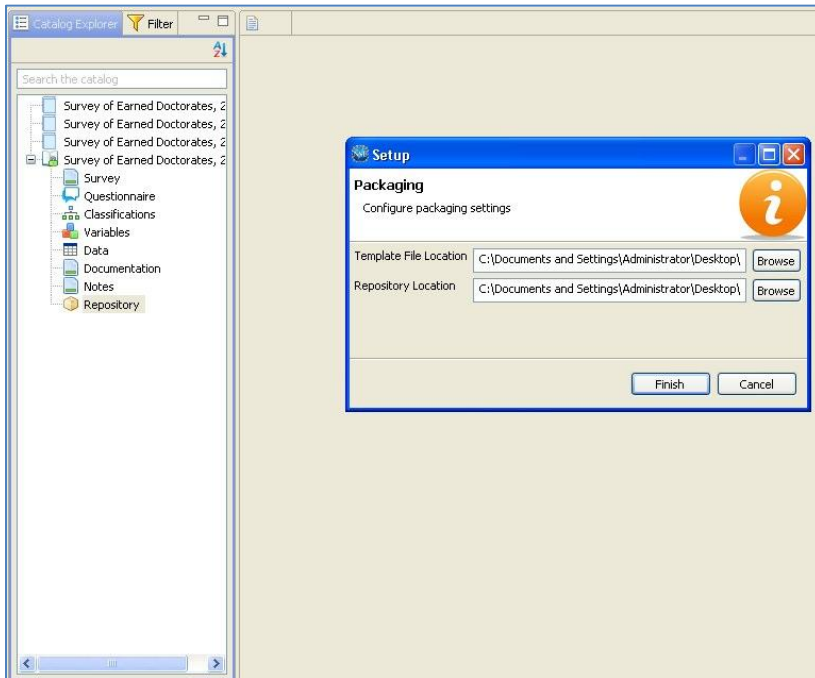 Catalog Explorer
Filter
Search the catalog
Survey of Earned Doctorates, 2
Survey of Earned Doctorates, 2
Survey of Earned Doctorates, 2
Survey of Earned Doctorates, 2
Survey
Questionnaire
Classifications
Variables
Data
Documentation
Notes
Repository
Setup
Packaging
Configure packaging settings
Template File Location C:\Documents and Settings\Administrator\Desktop\ Browse
Repository Location C:\Documents and Settings\Administrator\Desktop\ Browse
Finish Cancel